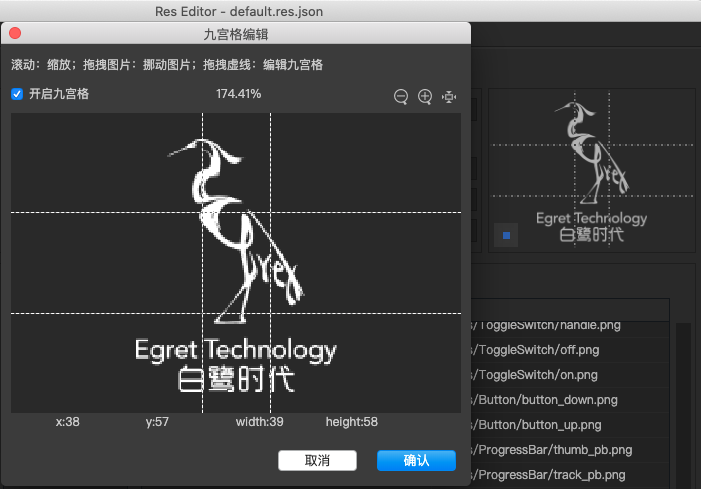 Res Editor - default.res.json
九宫格编辑
滚动：缩放；拖拽图片：挪动图片；拖拽虚线：编辑九宫格
开启九宫格
174.41%
Egret Technology
白鹭时代
x:38
y:57
width:39
height:58
取消
确认
Egret Technology
白鹭时代
s/ToggleSwitch/handle.png
s/ToggleSwitch/off.png
s/ToggleSwitch/on.png
s/Button/button_down.png
s/Button/button_up.png
s/ProgressBar/thumb_pb.png
s/ProgressBar/track_pb.png